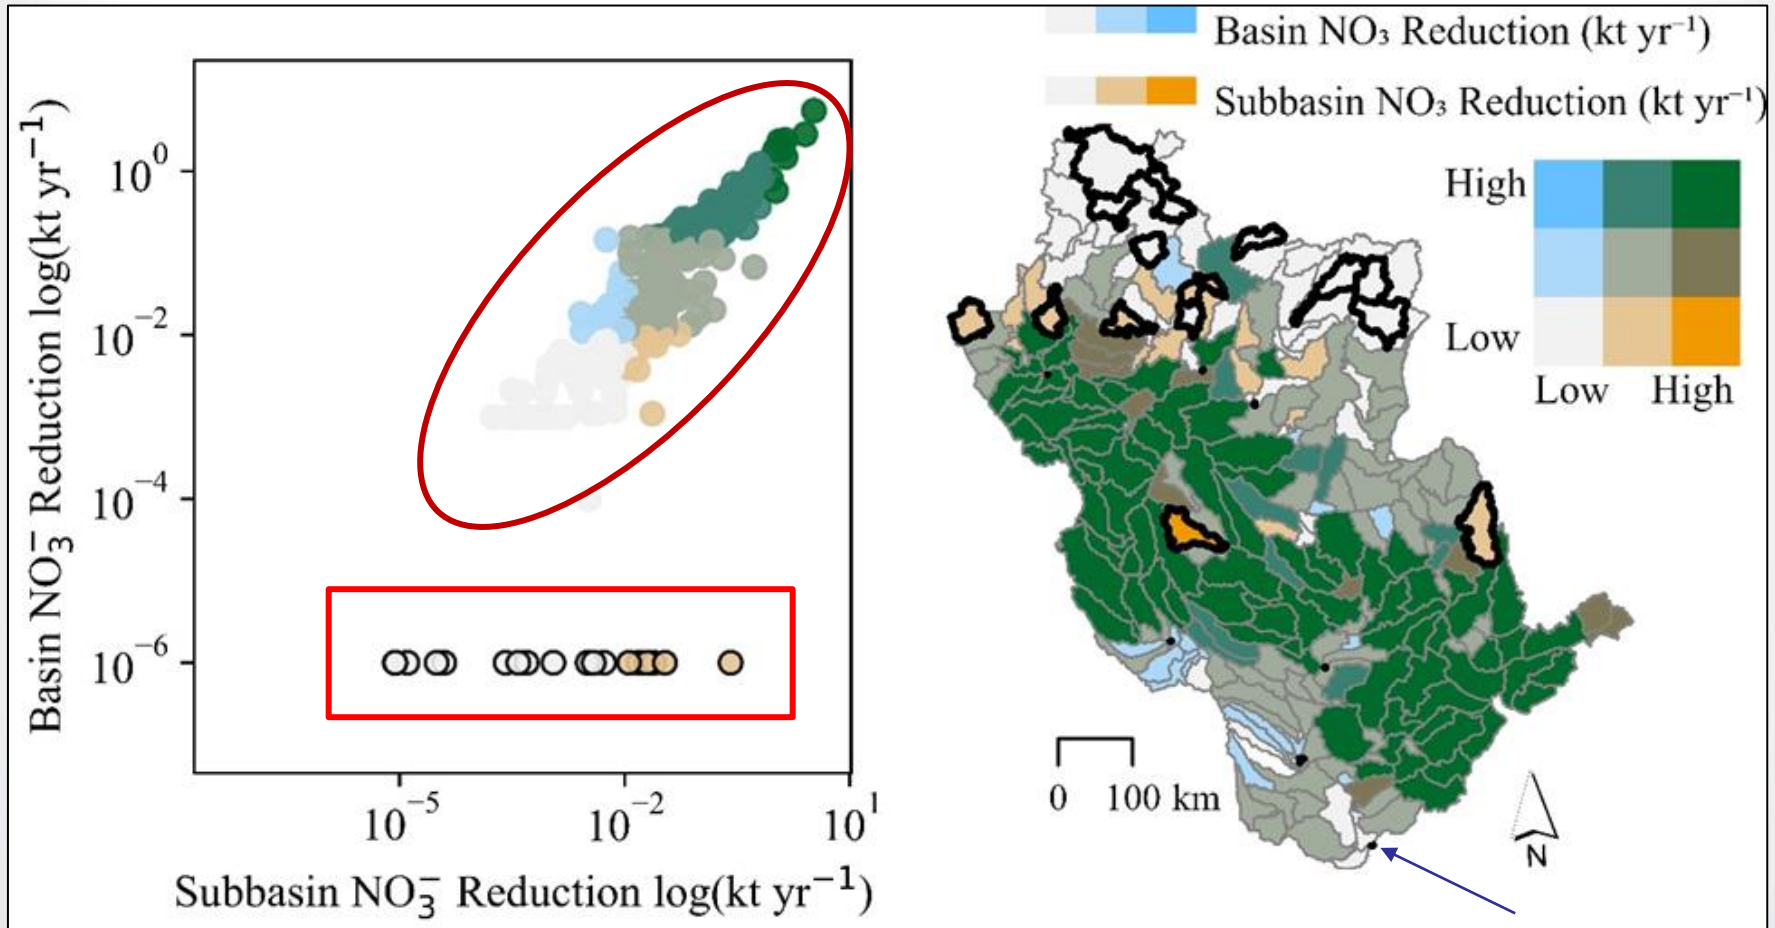 Basin NO₃⁻ Reduction log(kt yr⁻¹)
10⁰
10⁻²
10⁻⁴
10⁻⁶
10⁻⁵
10⁻²
10¹
Subbasin NO₃⁻ Reduction log(kt yr⁻¹)
Basin NO₃ Reduction (kt yr⁻¹)
Subbasin NO₃ Reduction (kt yr⁻¹)
High
Low
Low High
0 100 km
N